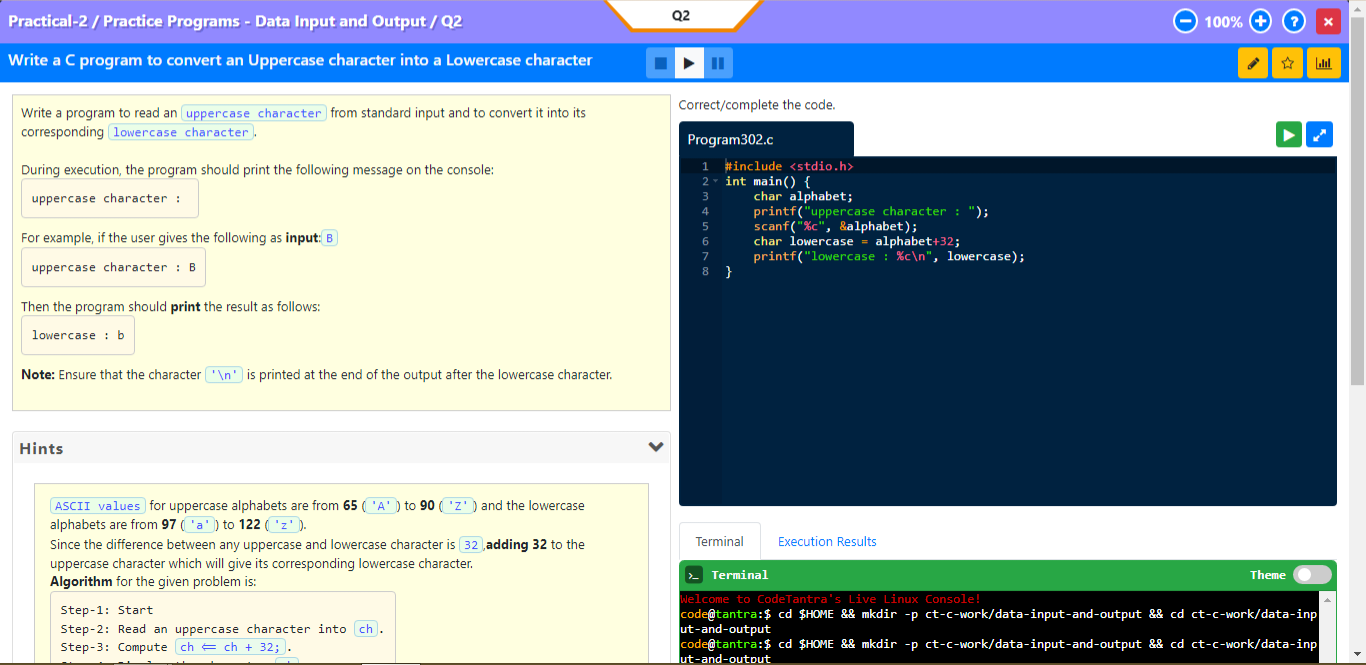 Practical-2 / Practice Programs - Data Input and Output / Q2
Q2
100%
?
Write a C program to convert an Uppercase character into a Lowercase character
Write a program to read an uppercase character from standard input and to convert it into its
corresponding lowercase character.
During execution, the program should print the following message on the console:
uppercase character :
For example, if the user gives the following as input: B
uppercase character : B
Then the program should print the result as follows:
lowercase : b
Note: Ensure that the character '\n' is printed at the end of the output after the lowercase character.
Hints
ASCII values for uppercase alphabets are from 65 ('A') to 90 ('Z') and the lowercase
alphabets are from 97 ('a') to 122 ('z').
Since the difference between any uppercase and lowercase character is 32,adding 32 to the
uppercase character which will give its corresponding lowercase character.
Algorithm for the given problem is:
Step-1: Start
Step-2: Read an uppercase character into ch.
Step-3: Compute ch ⇐ ch + 32;.
Correct/complete the code.
Program302.c
1 #include <stdio.h>
2 int main() {
3 char alphabet;
4 printf("uppercase character : ");
5 scanf("%c", &alphabet);
6 char lowercase = alphabet+32;
7 printf("lowercase : %c\n", lowercase);
8 }
Terminal Execution Results
Terminal Theme
Welcome to CodeTantra's Live Linux Console!
code@tantra:$ cd $HOME && mkdir -p ct-c-work/data-input-and-output && cd ct-c-work/data-inp
ut-and-output
code@tantra:$ cd $HOME && mkdir -p ct-c-work/data-input-and-output && cd ct-c-work/data-inp
ut-and-output